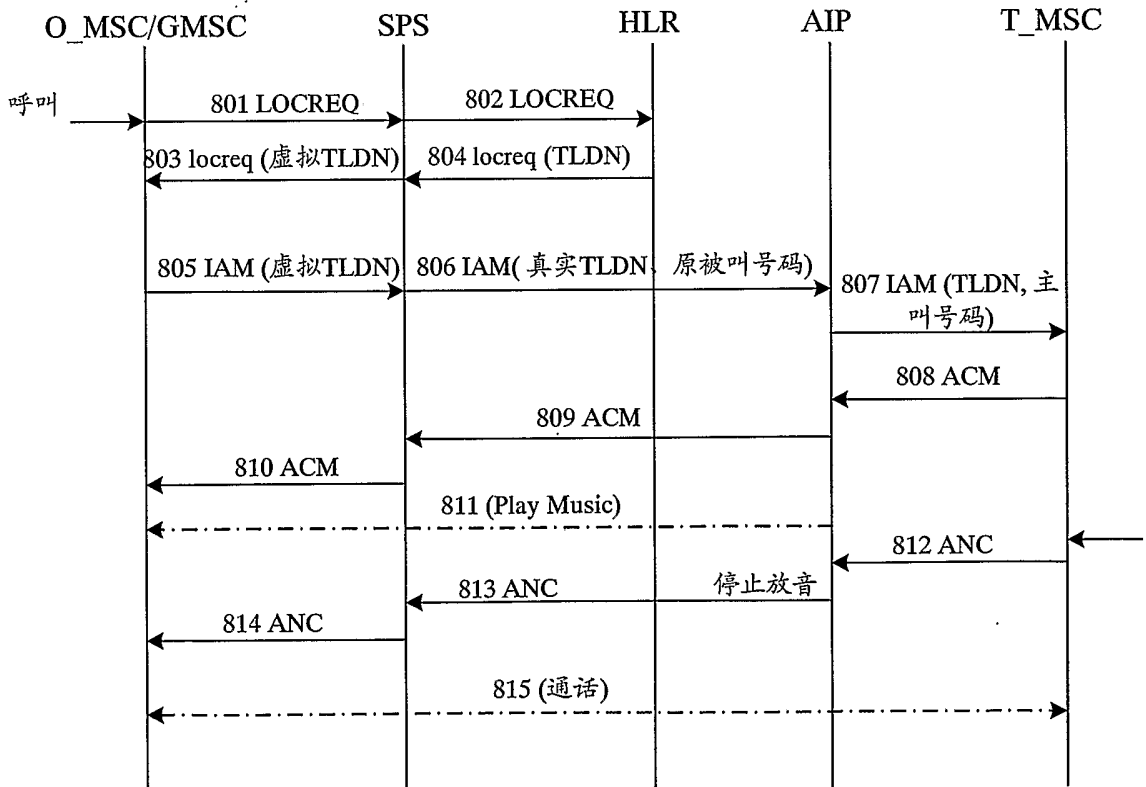 O_MSC/GMSC SPS HLR AIP T_MSC
呼叫
801 LOCREQ
802 LOCREQ
803 locreq (虚拟TLDN)
804 locreq (TLDN)
805 IAM (虚拟TLDN)
806 IAM( 真实TLDN、原被叫号码)
807 IAM (TLDN, 主
叫号码)
808 ACM
809 ACM
810 ACM
811 (Play Music)
812 ANC
813 ANC
停止放音
814 ANC
815 (通话)